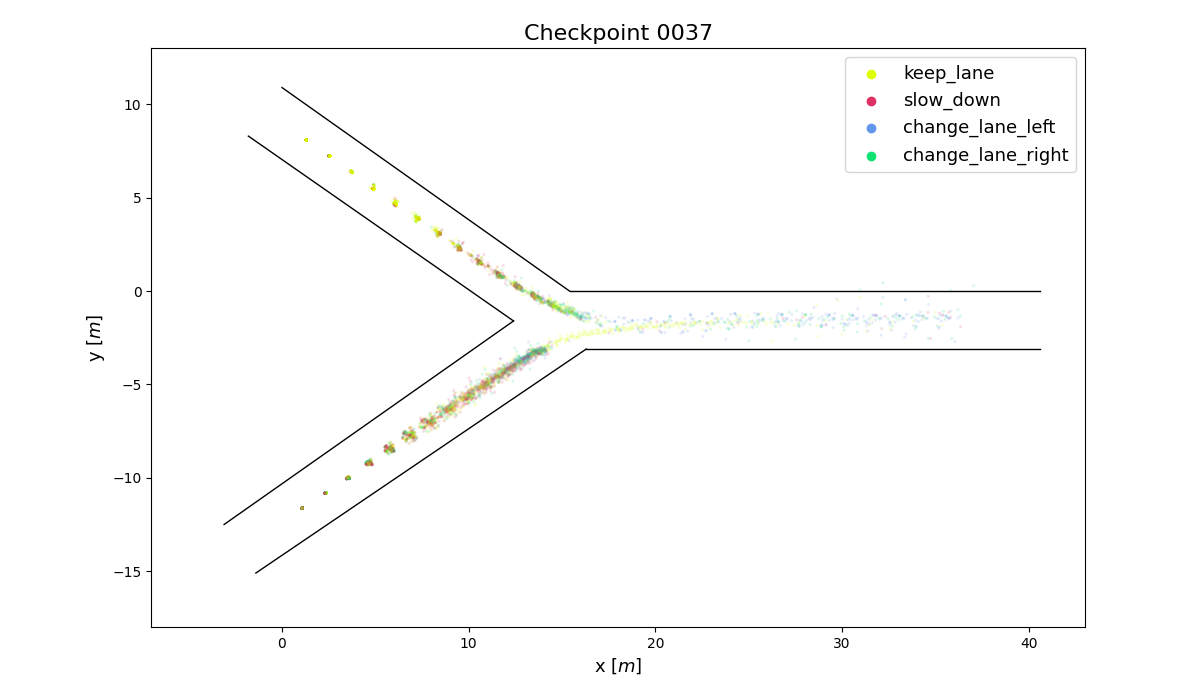 Checkpoint 0037
keep_lane
slow_down
change_lane_left
change_lane_right
10
5
0
−5
−10
−15
y [m]
0
10
20
30
40
x [m]